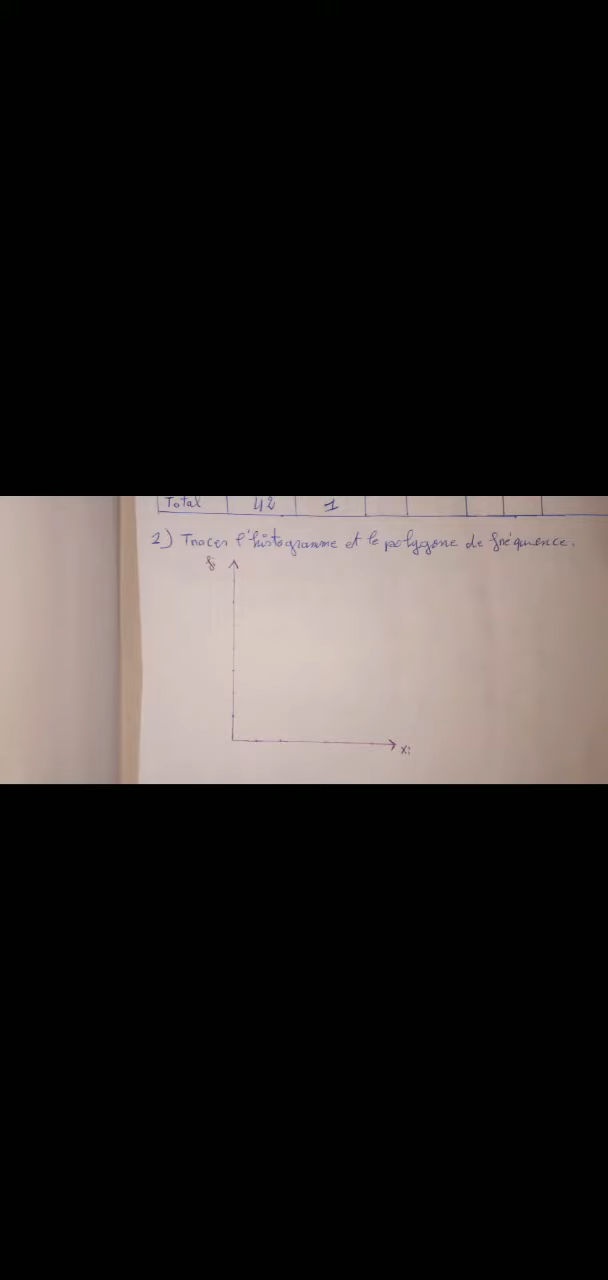 Total 42 1
2) Tracer l'histogramme et le polygone de fréquence.
fi
xi